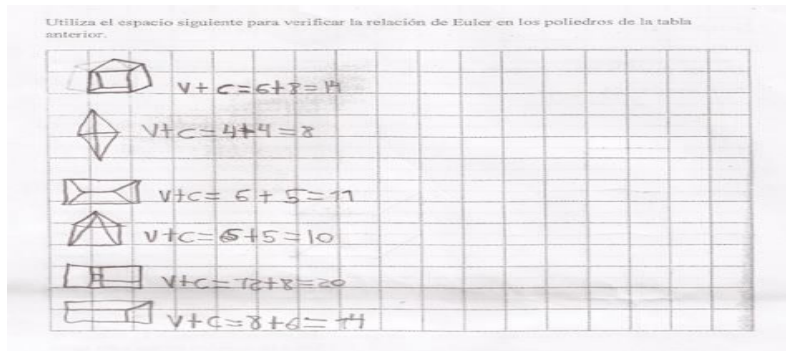 Utiliza el espacio siguiente para verificar la relación de Euler en los poliedros de la tabla
anterior.
V+C=6+8=14
V+C=4+4=8
V+C=6+5=11
V+C=5+5=10
V+C=12+8=20
V+C=8+6=14